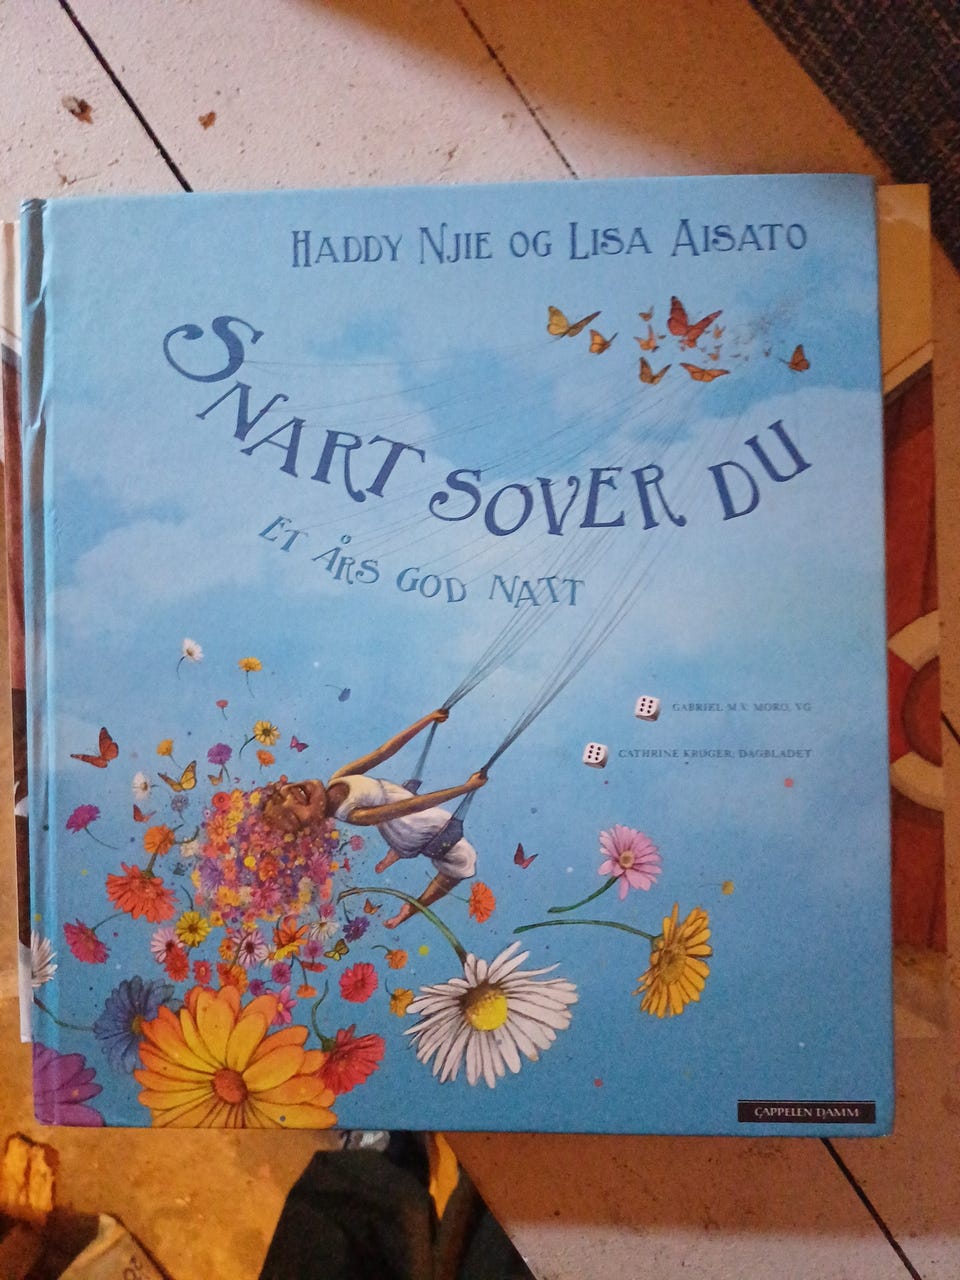 HADDY NJIE OG LISA AISATO
SNART SOVER DU
ET ÅRS GOD NATT
GABRIEL M.V. MORO, VG
CATHRINE KRØGER, DAGBLADET
CAPPELEN DAMM